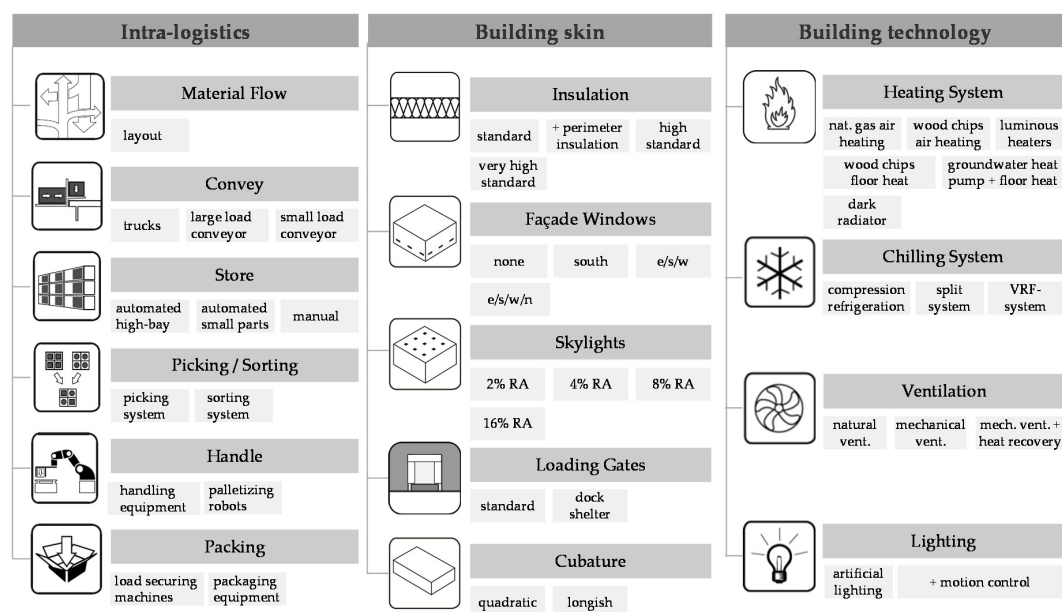 Intra-logistics
Material Flow
layout
Convey
trucks
large load
conveyor
small load
conveyor
Store
automated
high-bay
automated
small parts
manual
Picking / Sorting
picking
system
sorting
system
Handle
handling
equipment
palletizing
robots
Packing
load securing
machines
packaging
equipment
Building skin
Insulation
standard
+ perimeter
insulation
high
standard
very high
standard
Façade Windows
none
south
e/s/w
e/s/w/n
Skylights
2% RA
4% RA
8% RA
16% RA
Loading Gates
standard
dock
shelter
Cubature
quadratic
longish
Building technology
Heating System
nat. gas air
heating
wood chips
air heating
luminous
heaters
wood chips
floor heat
groundwater heat
pump + floor heat
dark
radiator
Chilling System
compression
refrigeration
split
system
VRF-
system
Ventilation
natural
vent.
mechanical
vent.
mech. vent. +
heat recovery
Lighting
artificial
lighting
+ motion control